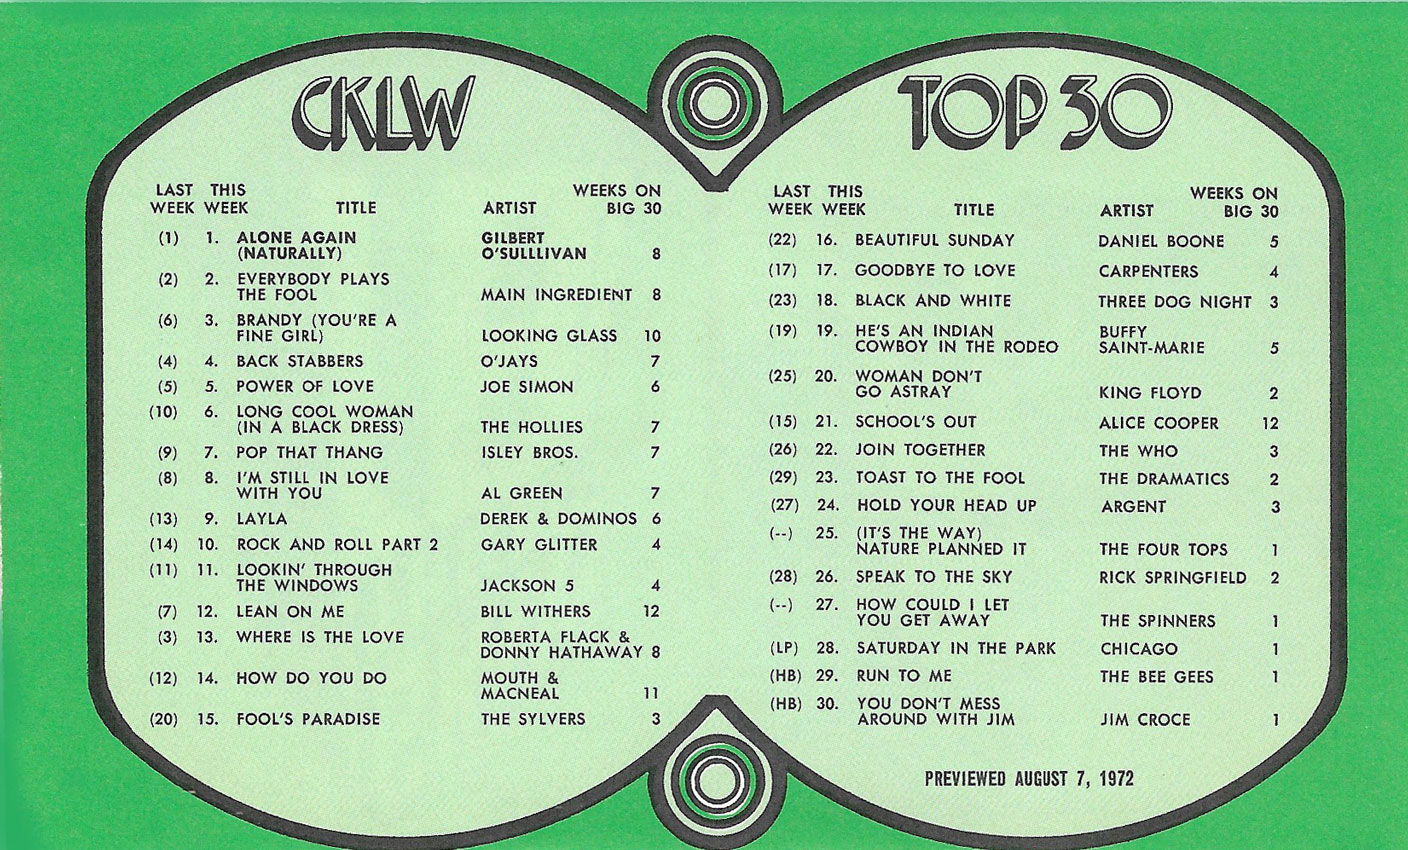 CKLW
LAST THIS WEEKS ON
WEEK WEEK TITLE ARTIST BIG 30
(1) 1. ALONE AGAIN GILBERT
(NATURALLY) O'SULLLIVAN 8
(2) 2. EVERYBODY PLAYS
THE FOOL MAIN INGREDIENT 8
(6) 3. BRANDY (YOU'RE A
FINE GIRL) LOOKING GLASS 10
(4) 4. BACK STABBERS O'JAYS 7
(5) 5. POWER OF LOVE JOE SIMON 6
(10) 6. LONG COOL WOMAN
(IN A BLACK DRESS) THE HOLLIES 7
(9) 7. POP THAT THANG ISLEY BROS. 7
(8) 8. I'M STILL IN LOVE
WITH YOU AL GREEN 7
(13) 9. LAYLA DEREK & DOMINOS 6
(14) 10. ROCK AND ROLL PART 2 GARY GLITTER 4
(11) 11. LOOKIN' THROUGH
THE WINDOWS JACKSON 5 4
(7) 12. LEAN ON ME BILL WITHERS 12
(3) 13. WHERE IS THE LOVE ROBERTA FLACK &
DONNY HATHAWAY 8
(12) 14. HOW DO YOU DO MOUTH &
MACNEAL 11
(20) 15. FOOL'S PARADISE THE SYLVERS 3
TOP 30
LAST THIS WEEKS ON
WEEK WEEK TITLE ARTIST BIG 30
(22) 16. BEAUTIFUL SUNDAY DANIEL BOONE 5
(17) 17. GOODBYE TO LOVE CARPENTERS 4
(23) 18. BLACK AND WHITE THREE DOG NIGHT 3
(19) 19. HE'S AN INDIAN BUFFY
COWBOY IN THE RODEO SAINT-MARIE 5
(25) 20. WOMAN DON'T
GO ASTRAY KING FLOYD 2
(15) 21. SCHOOL'S OUT ALICE COOPER 12
(26) 22. JOIN TOGETHER THE WHO 3
(29) 23. TOAST TO THE FOOL THE DRAMATICS 2
(27) 24. HOLD YOUR HEAD UP ARGENT 3
(--) 25. (IT'S THE WAY)
NATURE PLANNED IT THE FOUR TOPS 1
(28) 26. SPEAK TO THE SKY RICK SPRINGFIELD 2
(--) 27. HOW COULD I LET
YOU GET AWAY THE SPINNERS 1
(LP) 28. SATURDAY IN THE PARK CHICAGO 1
(HB) 29. RUN TO ME THE BEE GEES 1
(HB) 30. YOU DON'T MESS
AROUND WITH JIM JIM CROCE 1
PREVIEWED AUGUST 7, 1972